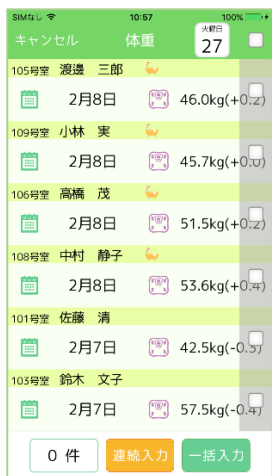 SIMなし 10:57 100%
キャンセル 体重 火曜日 27
105号室 渡邊 三郎
2月8日 46.0kg(+0.2)
109号室 小林 実
2月8日 45.7kg(+0.0)
106号室 高橋 茂
2月8日 51.5kg(+0.2)
108号室 中村 静子
2月8日 53.6kg(+0.4)
101号室 佐藤 清
2月7日 42.5kg(-0.5)
103号室 鈴木 文子
2月7日 57.5kg(-0.4)
0 件 連続入力 一括入力